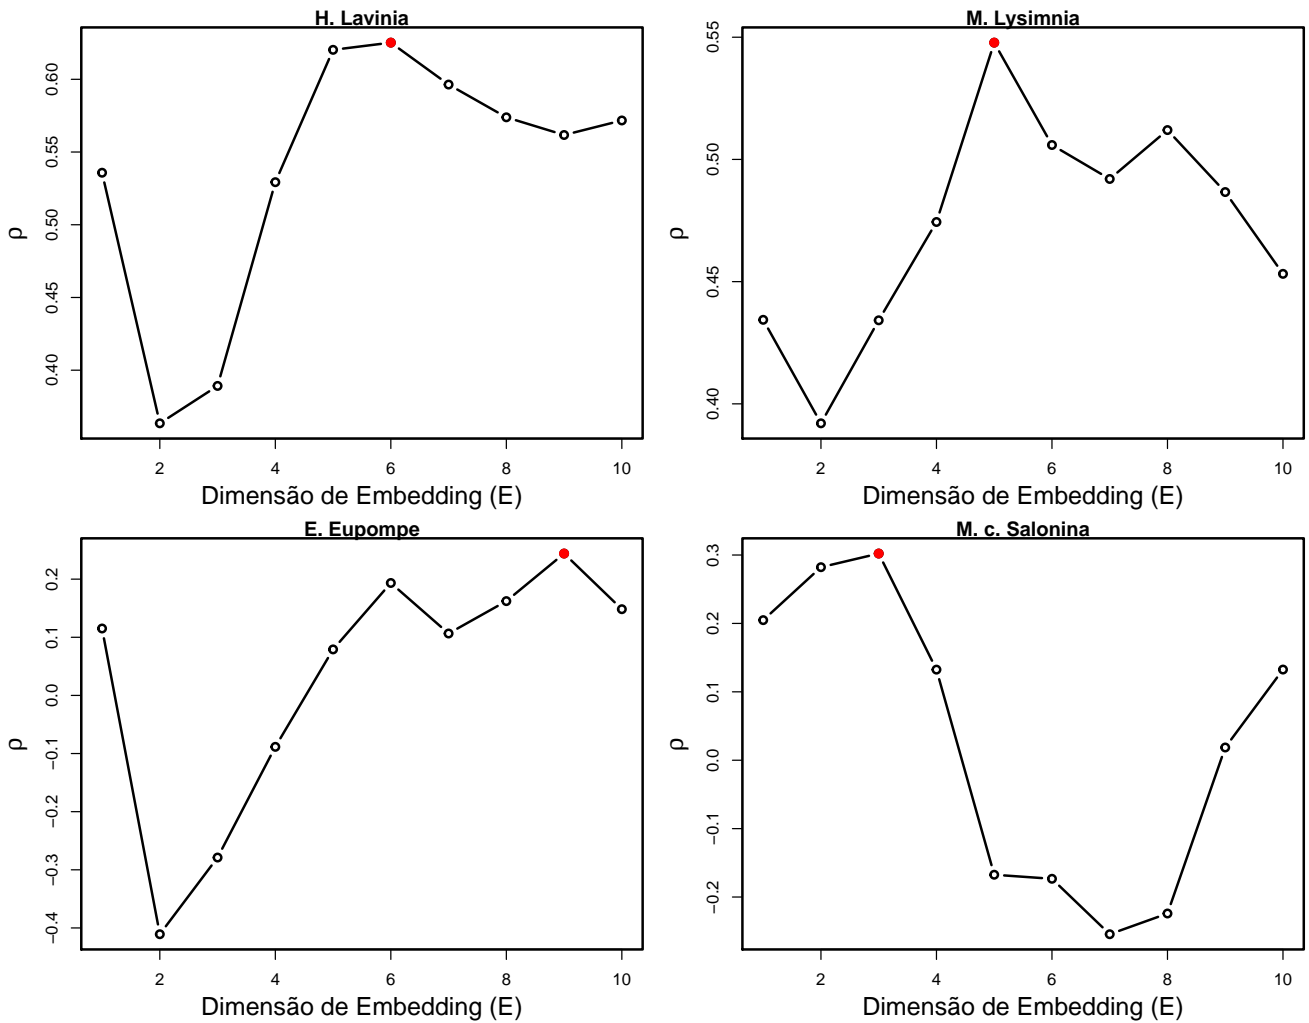 H. Lavinia
ρ
0.60
0.55
0.50
0.45
0.40
2 4 6 8 10
Dimensão de Embedding (E)
M. Lysimnia
ρ
0.55
0.50
0.45
0.40
2 4 6 8 10
Dimensão de Embedding (E)
E. Eupompe
ρ
0.2
0.1
0.0
−0.1
−0.2
−0.3
−0.4
2 4 6 8 10
Dimensão de Embedding (E)
M. c. Salonina
ρ
0.3
0.2
0.1
0.0
−0.1
−0.2
2 4 6 8 10
Dimensão de Embedding (E)